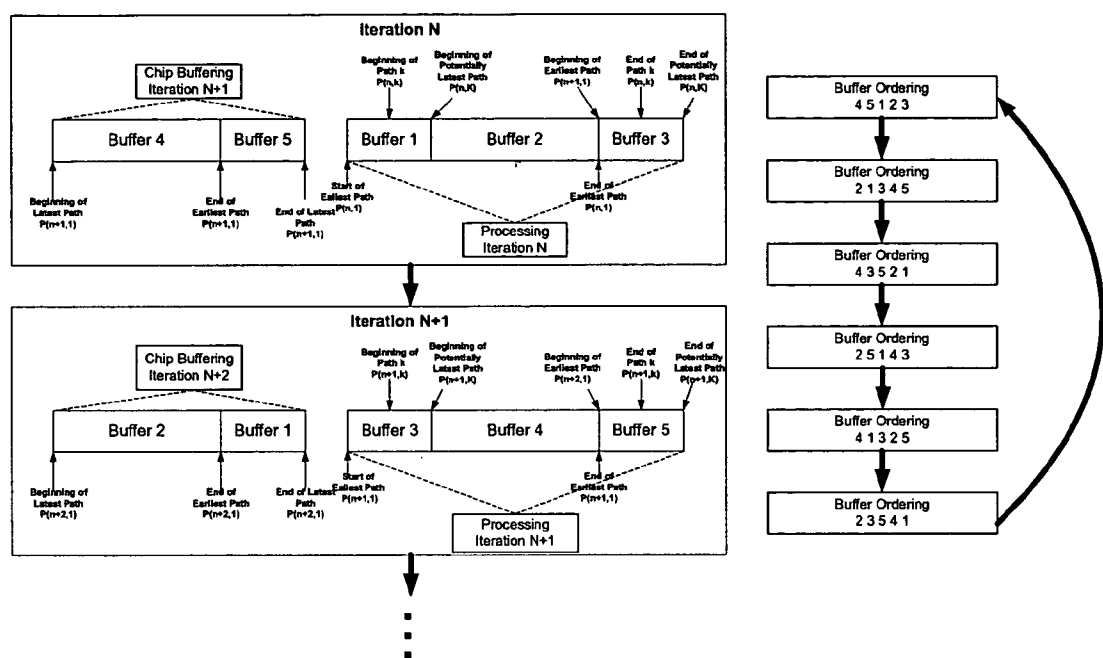 Iteration N
Beginning of
Path k
P(n,k)
Beginning of
Potentially
Latest Path
P(n,K)
Beginning of
Earliest Path
P(n+1,1)
End of
Path k
P(n,k)
End of
Potentially
Latest Path
P(n,K)
Chip Buffering
Iteration N+1
Buffer 4
Buffer 5
Buffer 1
Buffer 2
Buffer 3
Beginning of
Latest Path
P(n+1,1)
End of
Earliest Path
P(n+1,1)
End of Latest
Path
P(n+1,1)
Start of
Eallest Path
P(n,1)
End of
Earliest Path
P(n,1)
Processing
Iteration N
Iteration N+1
Beginning of
Path k
P(n+1,k)
Beginning of
Potentially
Latest Path
P(n+1,K)
Beginning of
Earliest Path
P(n+2,1)
End of
Path k
P(n+1,k)
End of
Potentially
Latest Path
P(n+1,K)
Chip Buffering
Iteration N+2
Buffer 2
Buffer 1
Buffer 3
Buffer 4
Buffer 5
Beginning of
Latest Path
P(n+2,1)
End of
Earliest Path
P(n+2,1)
End of Latest
Path
P(n+2,1)
Start of
Eallest Path
P(n+1,1)
End of
Earliest Path
P(n+1,1)
Processing
Iteration N+1
Buffer Ordering
4 5 1 2 3
Buffer Ordering
2 1 3 4 5
Buffer Ordering
4 3 5 2 1
Buffer Ordering
2 5 1 4 3
Buffer Ordering
4 1 3 2 5
Buffer Ordering
2 3 5 4 1